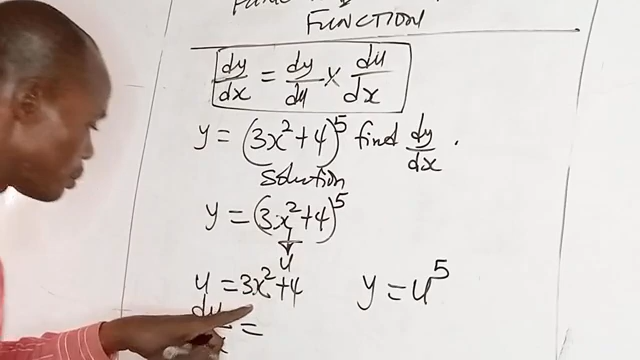 FUNCTION
dy/dx = dy/du × du/dx
y = (3x²+4)⁵ find dy/dx .
Solution
y = (3x²+4)⁵
u
u = 3x²+4 y = u⁵
du =